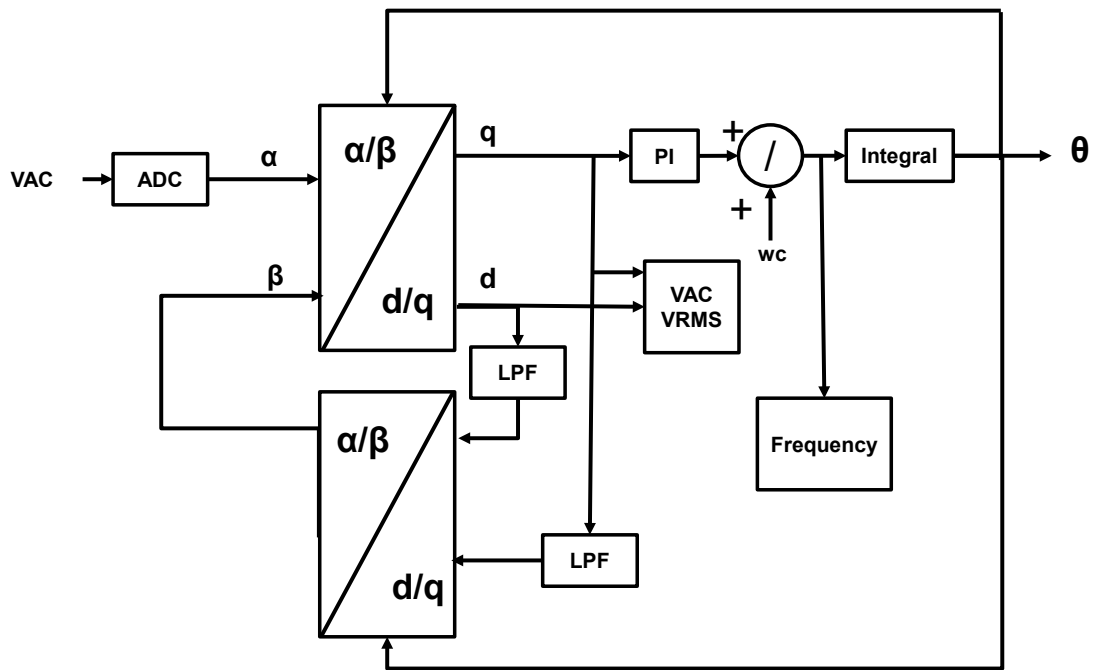 α/β
α
q
+
PI
/
Integral
θ
VAC
ADC
+
wc
β
d
d/q
VAC
VRMS
LPF
α/β
Frequency
LPF
d/q